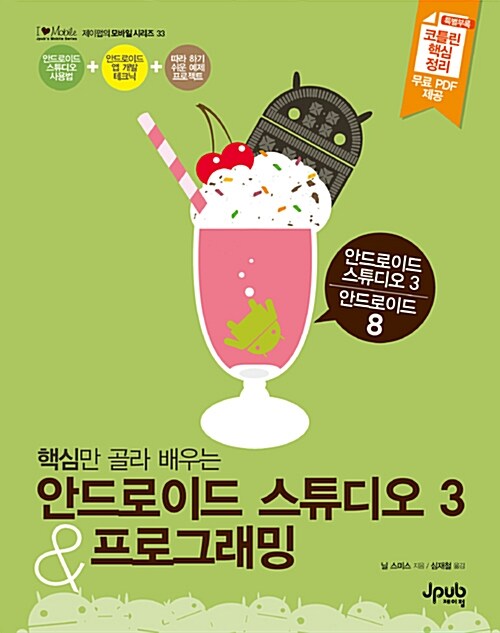 I ♥ Mobile
Jpub's Mobile Series
제이펍의 모바일 시리즈 33
안드로이드
스튜디오
사용법
+
안드로이드
앱 개발
테크닉
+
따라 하기
쉬운 예제
프로젝트
특별부록
코틀린
핵심
정리
무료 PDF
제공
안드로이드
스튜디오 3
안드로이드
8
핵심만 골라 배우는
안드로이드 스튜디오 3
&프로그래밍
닐 스미스 지음 / 심재철 옮김
Jpub
제이펍